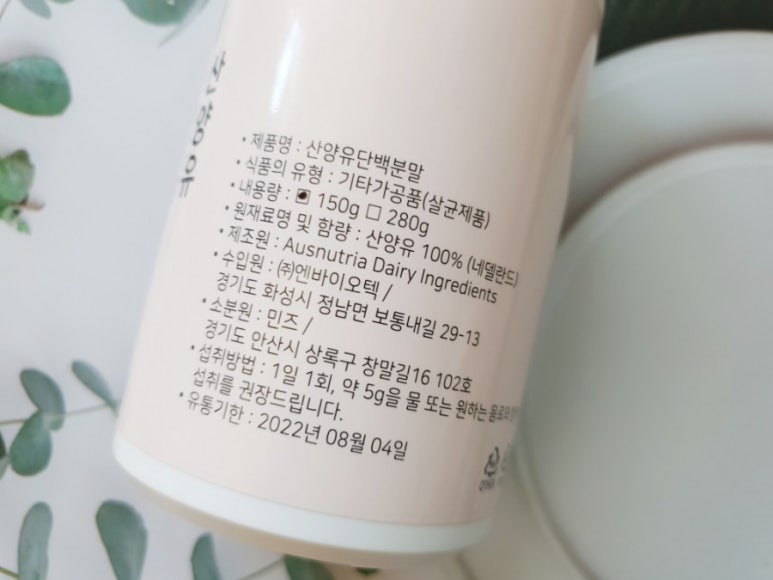 산양유
• 제품명 : 산양유단백분말
• 식품의 유형 : 기타가공품(살균제품)
• 내용량 : ▣ 150g □ 280g
• 원재료명 및 함량 : 산양유 100% (네델란드)
• 제조원 : Ausnutria Dairy Ingredients
• 수입원 : ㈜엔바이오텍 /
경기도 화성시 정남면 보통내길 29-13
• 소분원 : 민즈 /
경기도 안산시 상록구 창말길16 102호
• 섭취방법 : 1일 1회, 약 5g을 물 또는 원하는 음료와
섭취를 권장드립니다.
• 유통기한 : 2022년 08월 04일